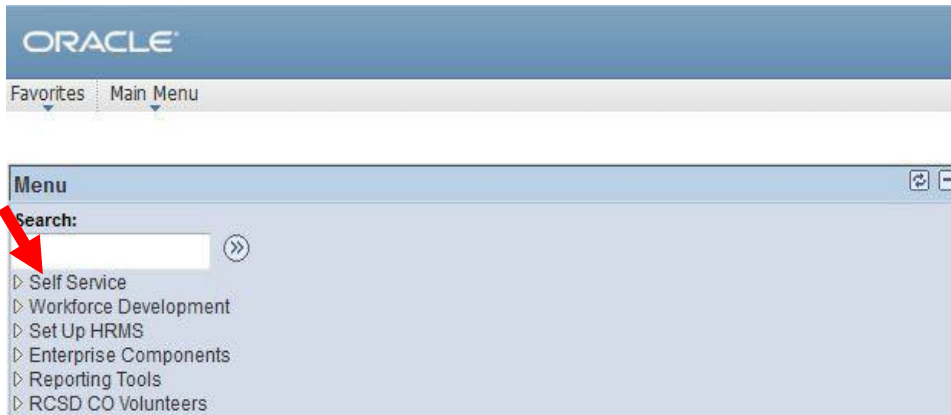 ORACLE
Favorites Main Menu
Menu
Search:
Self Service
Workforce Development
Set Up HRMS
Enterprise Components
Reporting Tools
RCSD CO Volunteers